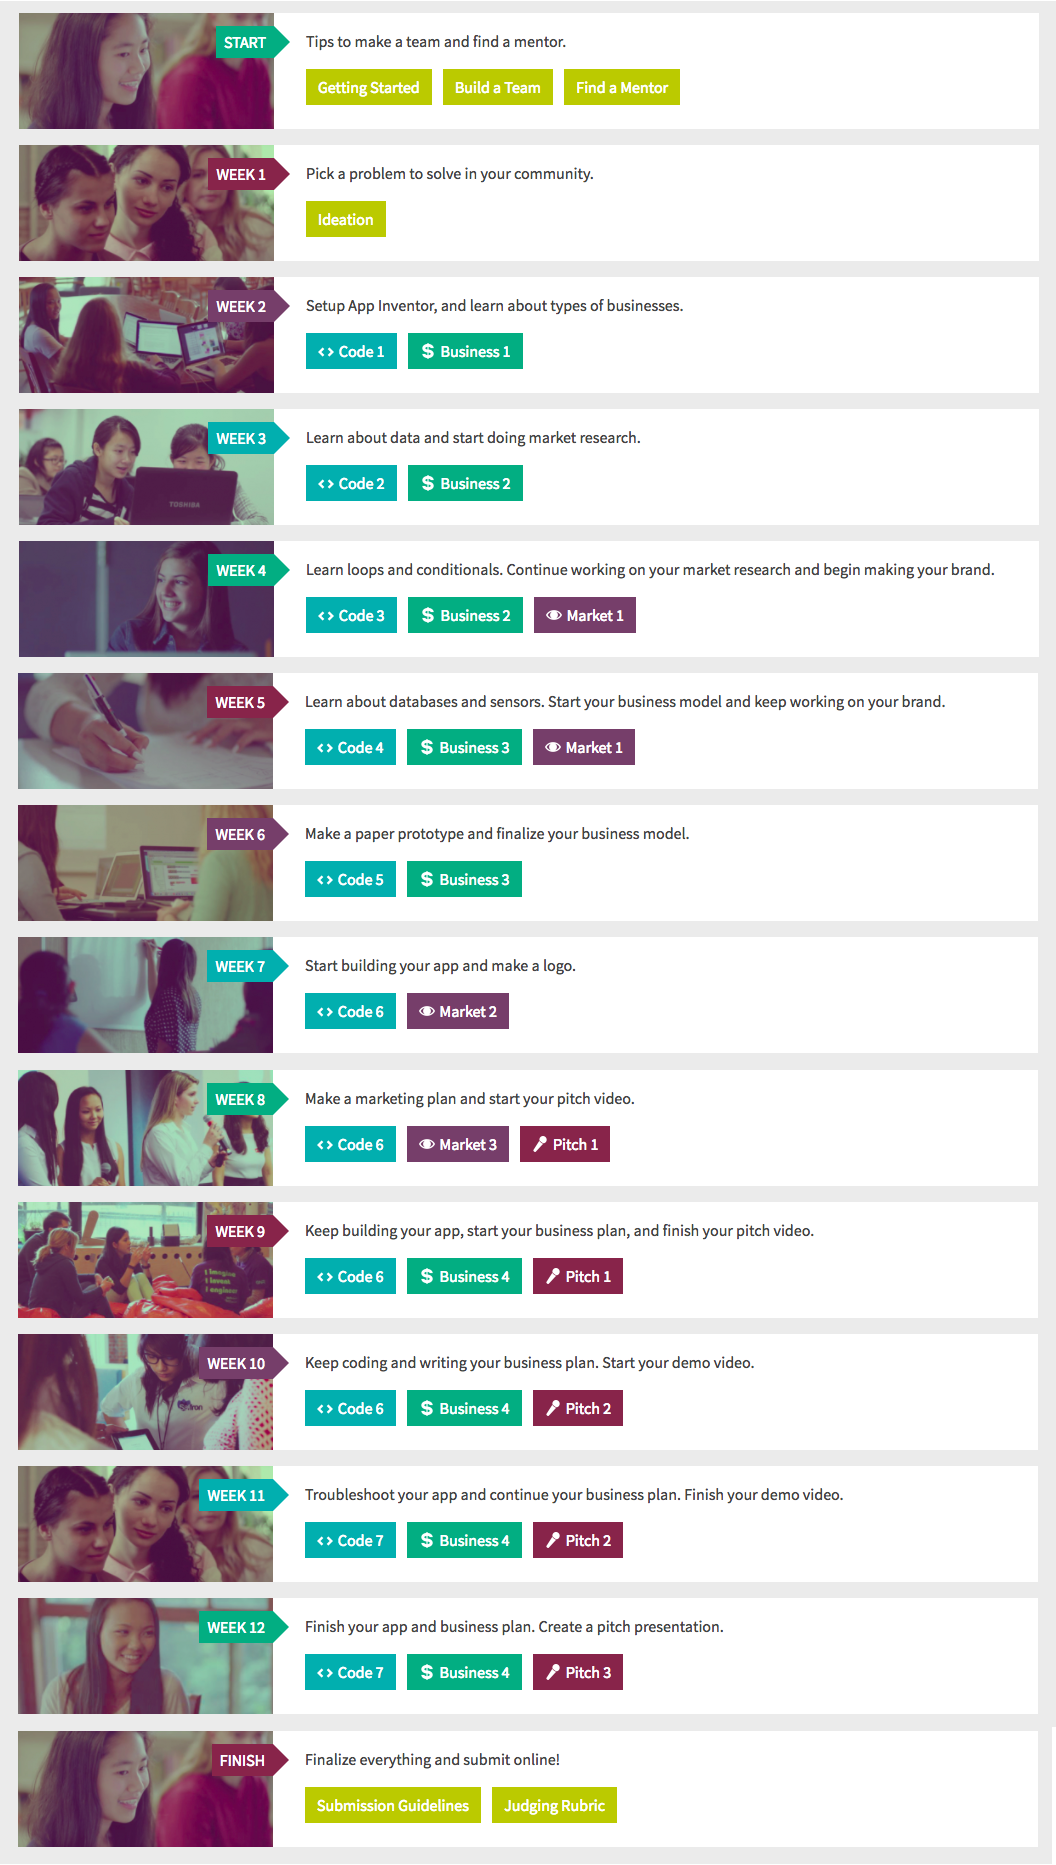 START
Tips to make a team and find a mentor.
Getting Started Build a Team Find a Mentor
WEEK 1
Pick a problem to solve in your community.
Ideation
WEEK 2
Setup App Inventor, and learn about types of businesses.
Code 1 $ Business 1
WEEK 3
Learn about data and start doing market research.
TOSHIBA
Code 2 $ Business 2
WEEK 4
Learn loops and conditionals. Continue working on your market research and begin making your brand.
Code 3 $ Business 2 Market 1
WEEK 5
Learn about databases and sensors. Start your business model and keep working on your brand.
Code 4 $ Business 3 Market 1
WEEK 6
Make a paper prototype and finalize your business model.
Code 5 $ Business 3
WEEK 7
Start building your app and make a logo.
Code 6 Market 2
WEEK 8
Make a marketing plan and start your pitch video.
Code 6 Market 3 Pitch 1
WEEK 9
Keep building your app, start your business plan, and finish your pitch video.
Code 6 $ Business 4 Pitch 1
WEEK 10
Keep coding and writing your business plan. Start your demo video.
Code 6 $ Business 4 Pitch 2
WEEK 11
Troubleshoot your app and continue your business plan. Finish your demo video.
Code 7 $ Business 4 Pitch 2
WEEK 12
Finish your app and business plan. Create a pitch presentation.
Code 7 $ Business 4 Pitch 3
FINISH
Finalize everything and submit online!
Submission Guidelines Judging Rubric